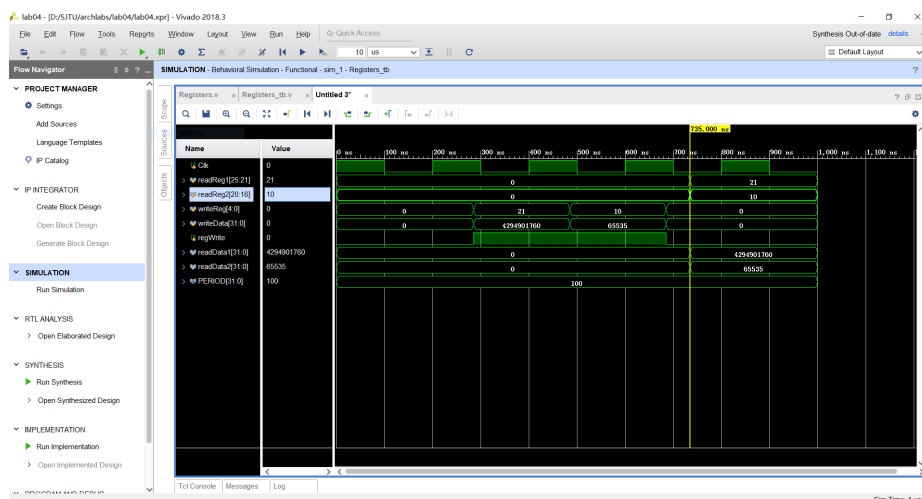 lab04 - [D:/SJTU/archlabs/lab04/lab04.xpr] - Vivado 2018.3
File Edit Flow Tools Reports Window Layout View Run Help Q- Quick Access
Synthesis Out-of-date details
10 us
Default Layout
Flow Navigator
SIMULATION - Behavioral Simulation - Functional - sim_1 - Registers_tb
PROJECT MANAGER
Settings
Add Sources
Language Templates
IP Catalog
IP INTEGRATOR
Create Block Design
Open Block Design
Generate Block Design
SIMULATION
Run Simulation
RTL ANALYSIS
Open Elaborated Design
SYNTHESIS
Run Synthesis
Open Synthesized Design
IMPLEMENTATION
Run Implementation
Open Implemented Design
PROGRAM AND DEBUG
Scope
Sources
Objects
Registers.v Registers_tb.v Untitled 3*
735.000 ns
Name Value
0 ns 100 ns 200 ns 300 ns 400 ns 500 ns 600 ns 700 ns 800 ns 900 ns 1,000 ns 1,100 ns
Clk 0
readReg1[25:21] 21 0 21
readReg2[20:16] 10 0 10
writeReg[4:0] 0 0 21 10 0
writeData[31:0] 0 0 4294901760 65535 0
regWrite 0
readData1[31:0] 4294901760 0 4294901760
readData2[31:0] 65535 0 65535
PERIOD[31:0] 100 100
Tcl Console Messages Log